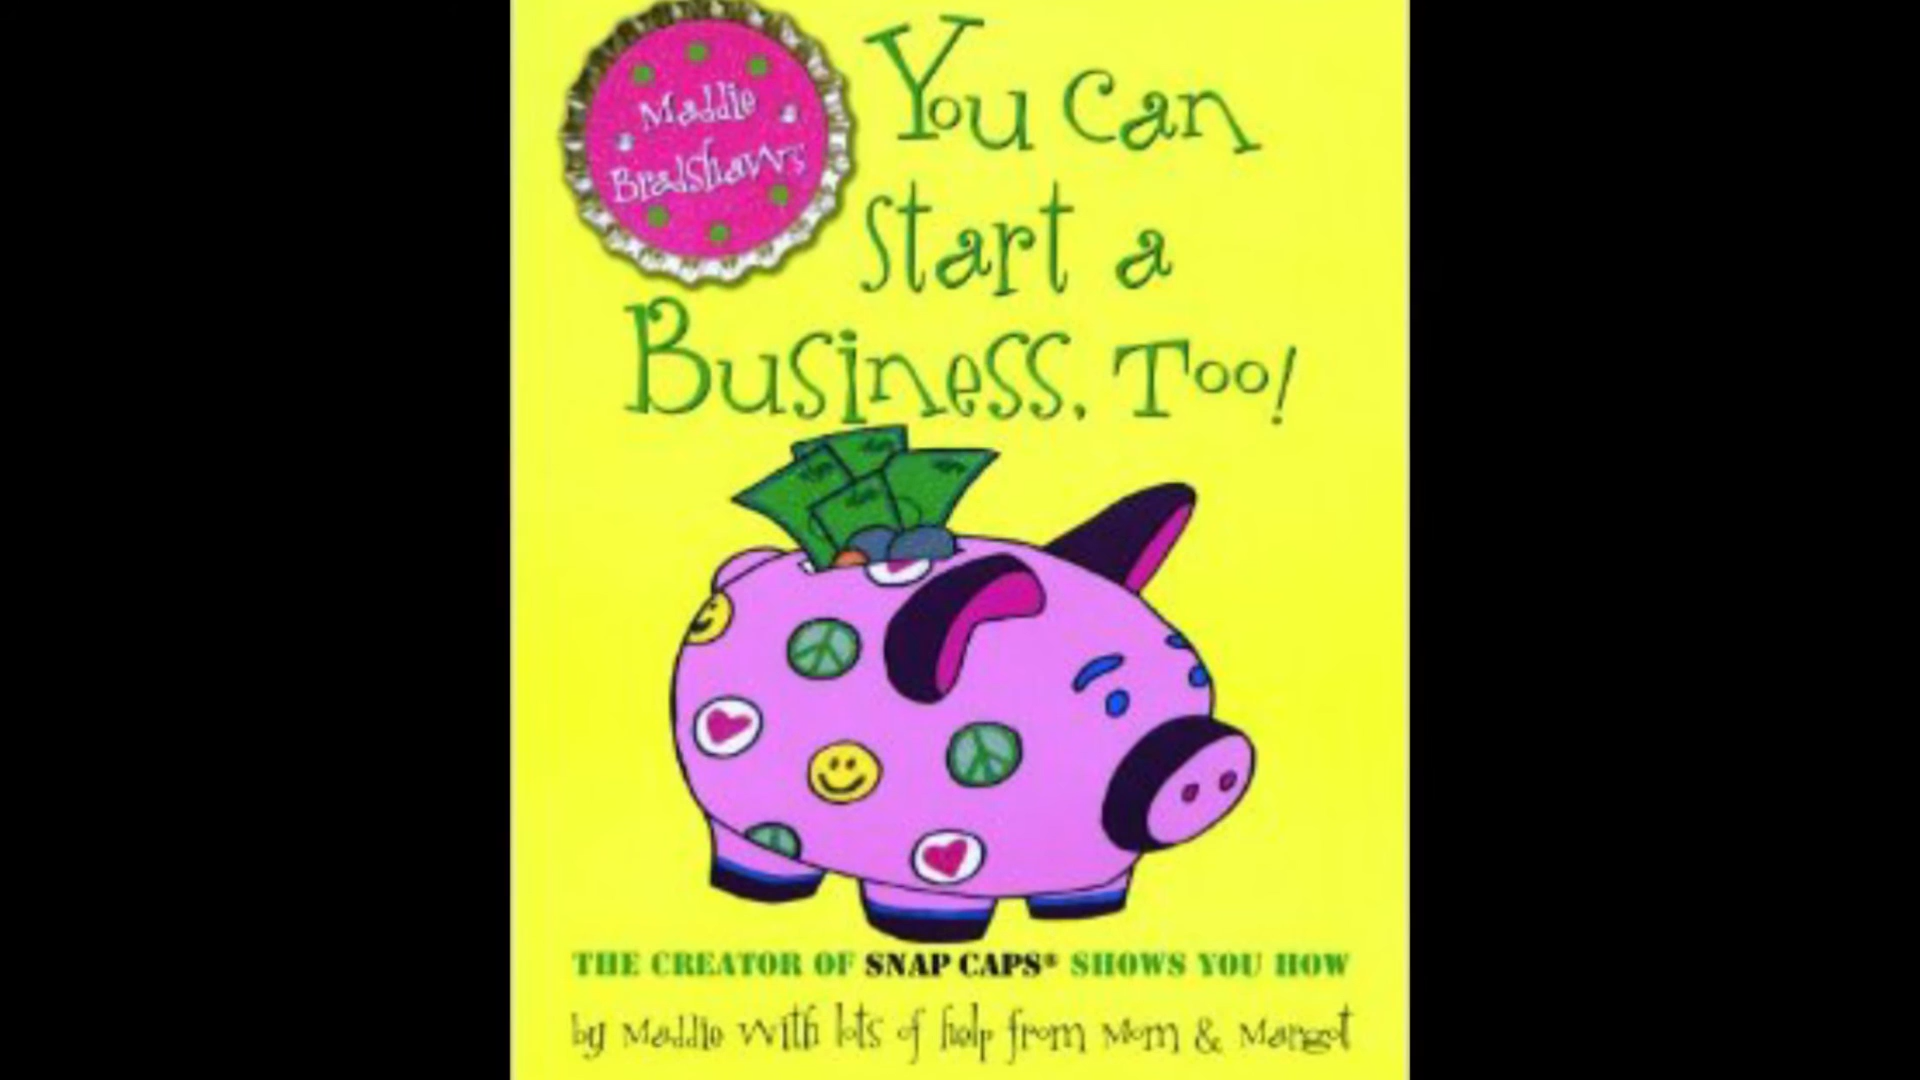 Maddie
Bradshaw's
You Can
Start a
Business, Too!
THE CREATOR OF SNAP CAPS® SHOWS YOU HOW
by Maddie with lots of help from Mom & Margot